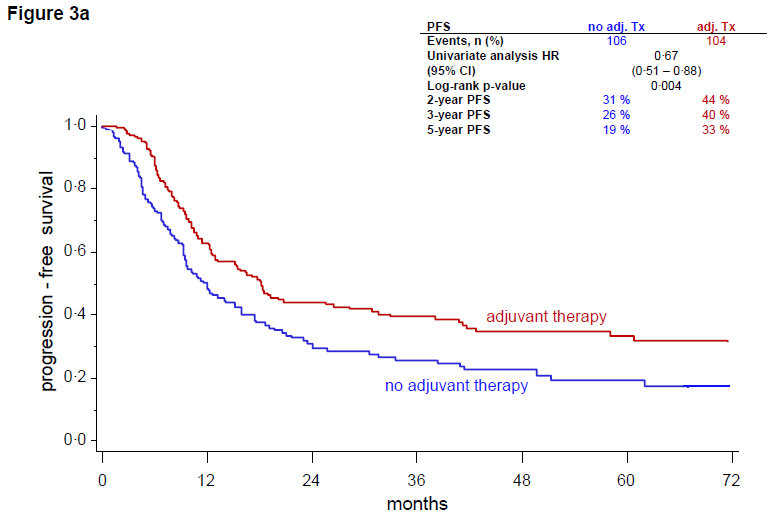 Figure 3a
PFS no adj. Tx adj. Tx
Events, n (%) 106 104
Univariate analysis HR 0·67
(95% CI) (0·51 – 0·88)
Log-rank p-value 0·004
2-year PFS 31 % 44 %
3-year PFS 26 % 40 %
5-year PFS 19 % 33 %
1·0
0·8
0·6
0·4
0·2
0·0
progression - free survival
adjuvant therapy
no adjuvant therapy
0 12 24 36 48 60 72
months